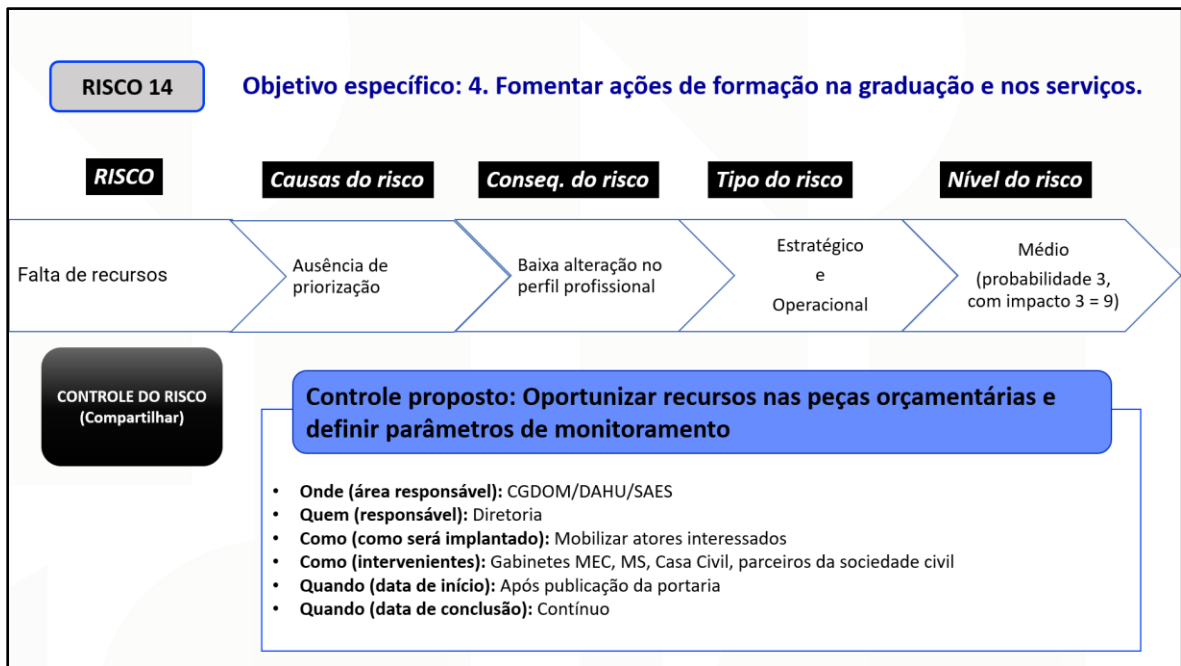 RISCO 14
Objetivo específico: 4. Fomentar ações de formação na graduação e nos serviços.
RISCO
Causas do risco
Conseq. do risco
Tipo do risco
Nível do risco
Falta de recursos
Ausência de
priorização
Baixa alteração no
perfil profissional
Estratégico
e
Operacional
Médio
(probabilidade 3,
com impacto 3 = 9)
CONTROLE DO RISCO
(Compartilhar)
Controle proposto: Oportunizar recursos nas peças orçamentárias e
definir parâmetros de monitoramento
• Onde (área responsável): CGDOM/DAHU/SAES
• Quem (responsável): Diretoria
• Como (como será implantado): Mobilizar atores interessados
• Como (intervenientes): Gabinetes MEC, MS, Casa Civil, parceiros da sociedade civil
• Quando (data de início): Após publicação da portaria
• Quando (data de conclusão): Contínuo